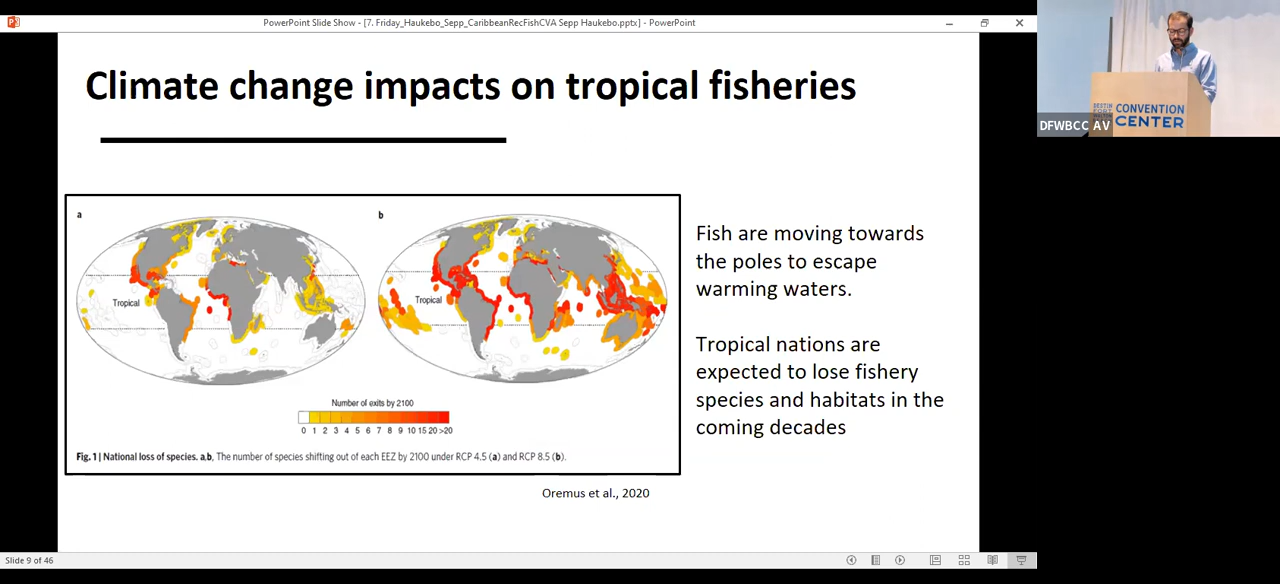 PowerPoint Slide Show - [7. Friday_Haukebo_Sepp_CaribbeanRecFishCVA Sepp Haukebo.pptx] - PowerPoint
Climate change impacts on tropical fisheries
a
b
Tropical
Tropical
Number of exits by 2100
0 1 2 3 4 5 6 7 8 9 10 15 20 >20
Fig. 1 | National loss of species. a,b, The number of species shifting out of each EEZ by 2100 under RCP 4.5 (a) and RCP 8.5 (b).
Oremus et al., 2020
Fish are moving towards
the poles to escape
warming waters.
Tropical nations are
expected to lose fishery
species and habitats in the
coming decades
CONVENTION
CENTER
DFWBCC AV
Slide 9 of 46